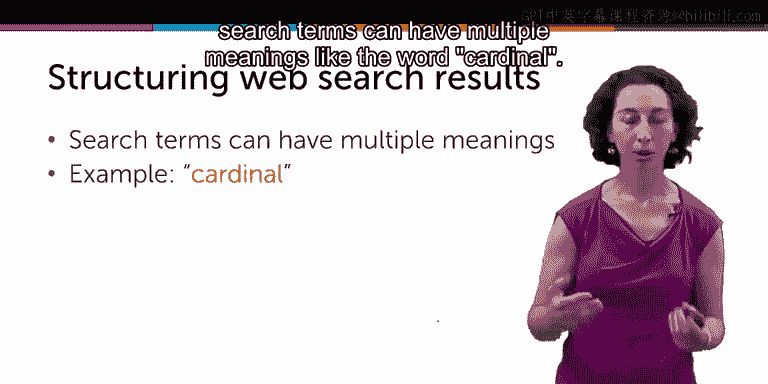 search terms can have multiple
meanings like the word "cardinal".
Structuring web search results
• Search terms can have multiple meanings
• Example: “cardinal”